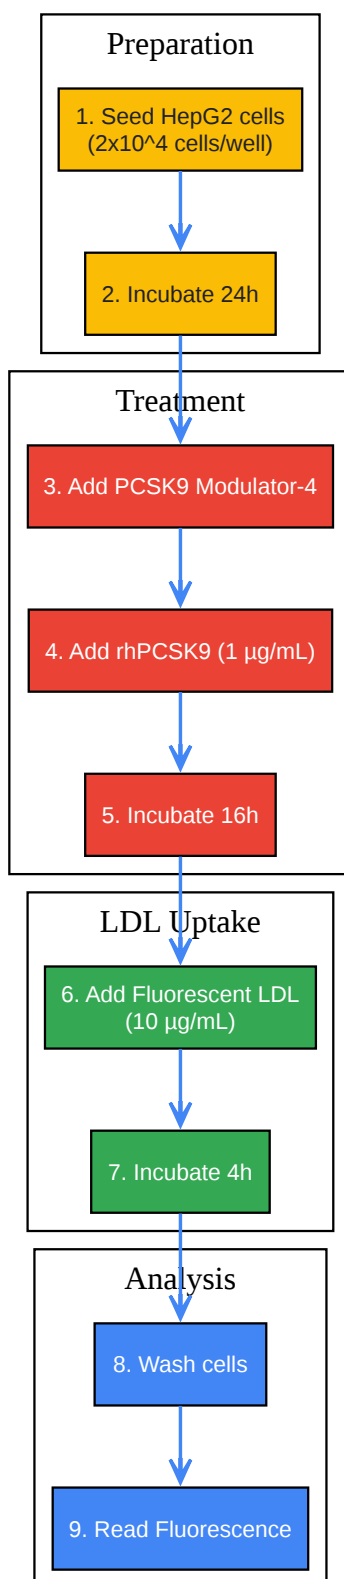 Preparation
1. Seed HepG2 cells
(2x10^4 cells/well)
2. Incubate 24h
Treatment
3. Add PCSK9 Modulator-4
4. Add rhPCSK9 (1 µg/mL)
5. Incubate 16h
LDL Uptake
6. Add Fluorescent LDL
(10 µg/mL)
7. Incubate 4h
Analysis
8. Wash cells
9. Read Fluorescence